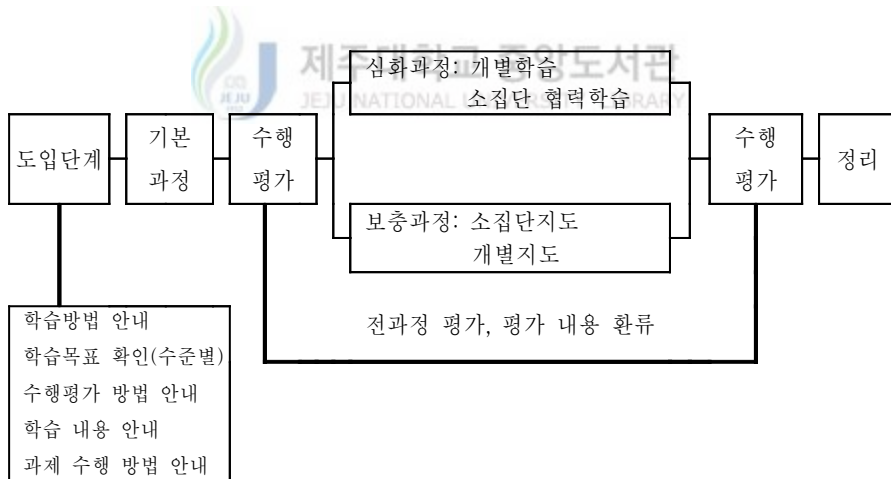 제주대학교 중앙도서관
JEJU NATIONAL UNIVERSITY LIBRARY
JEJU
심화과정: 개별학습
소집단 협력학습
도입단계
기본
과정
수행
평가
수행
평가
정리
보충과정: 소집단지도
개별지도
전과정 평가, 평가 내용 환류
학습방법 안내
학습목표 확인(수준별)
수행평가 방법 안내
학습 내용 안내
과제 수행 방법 안내